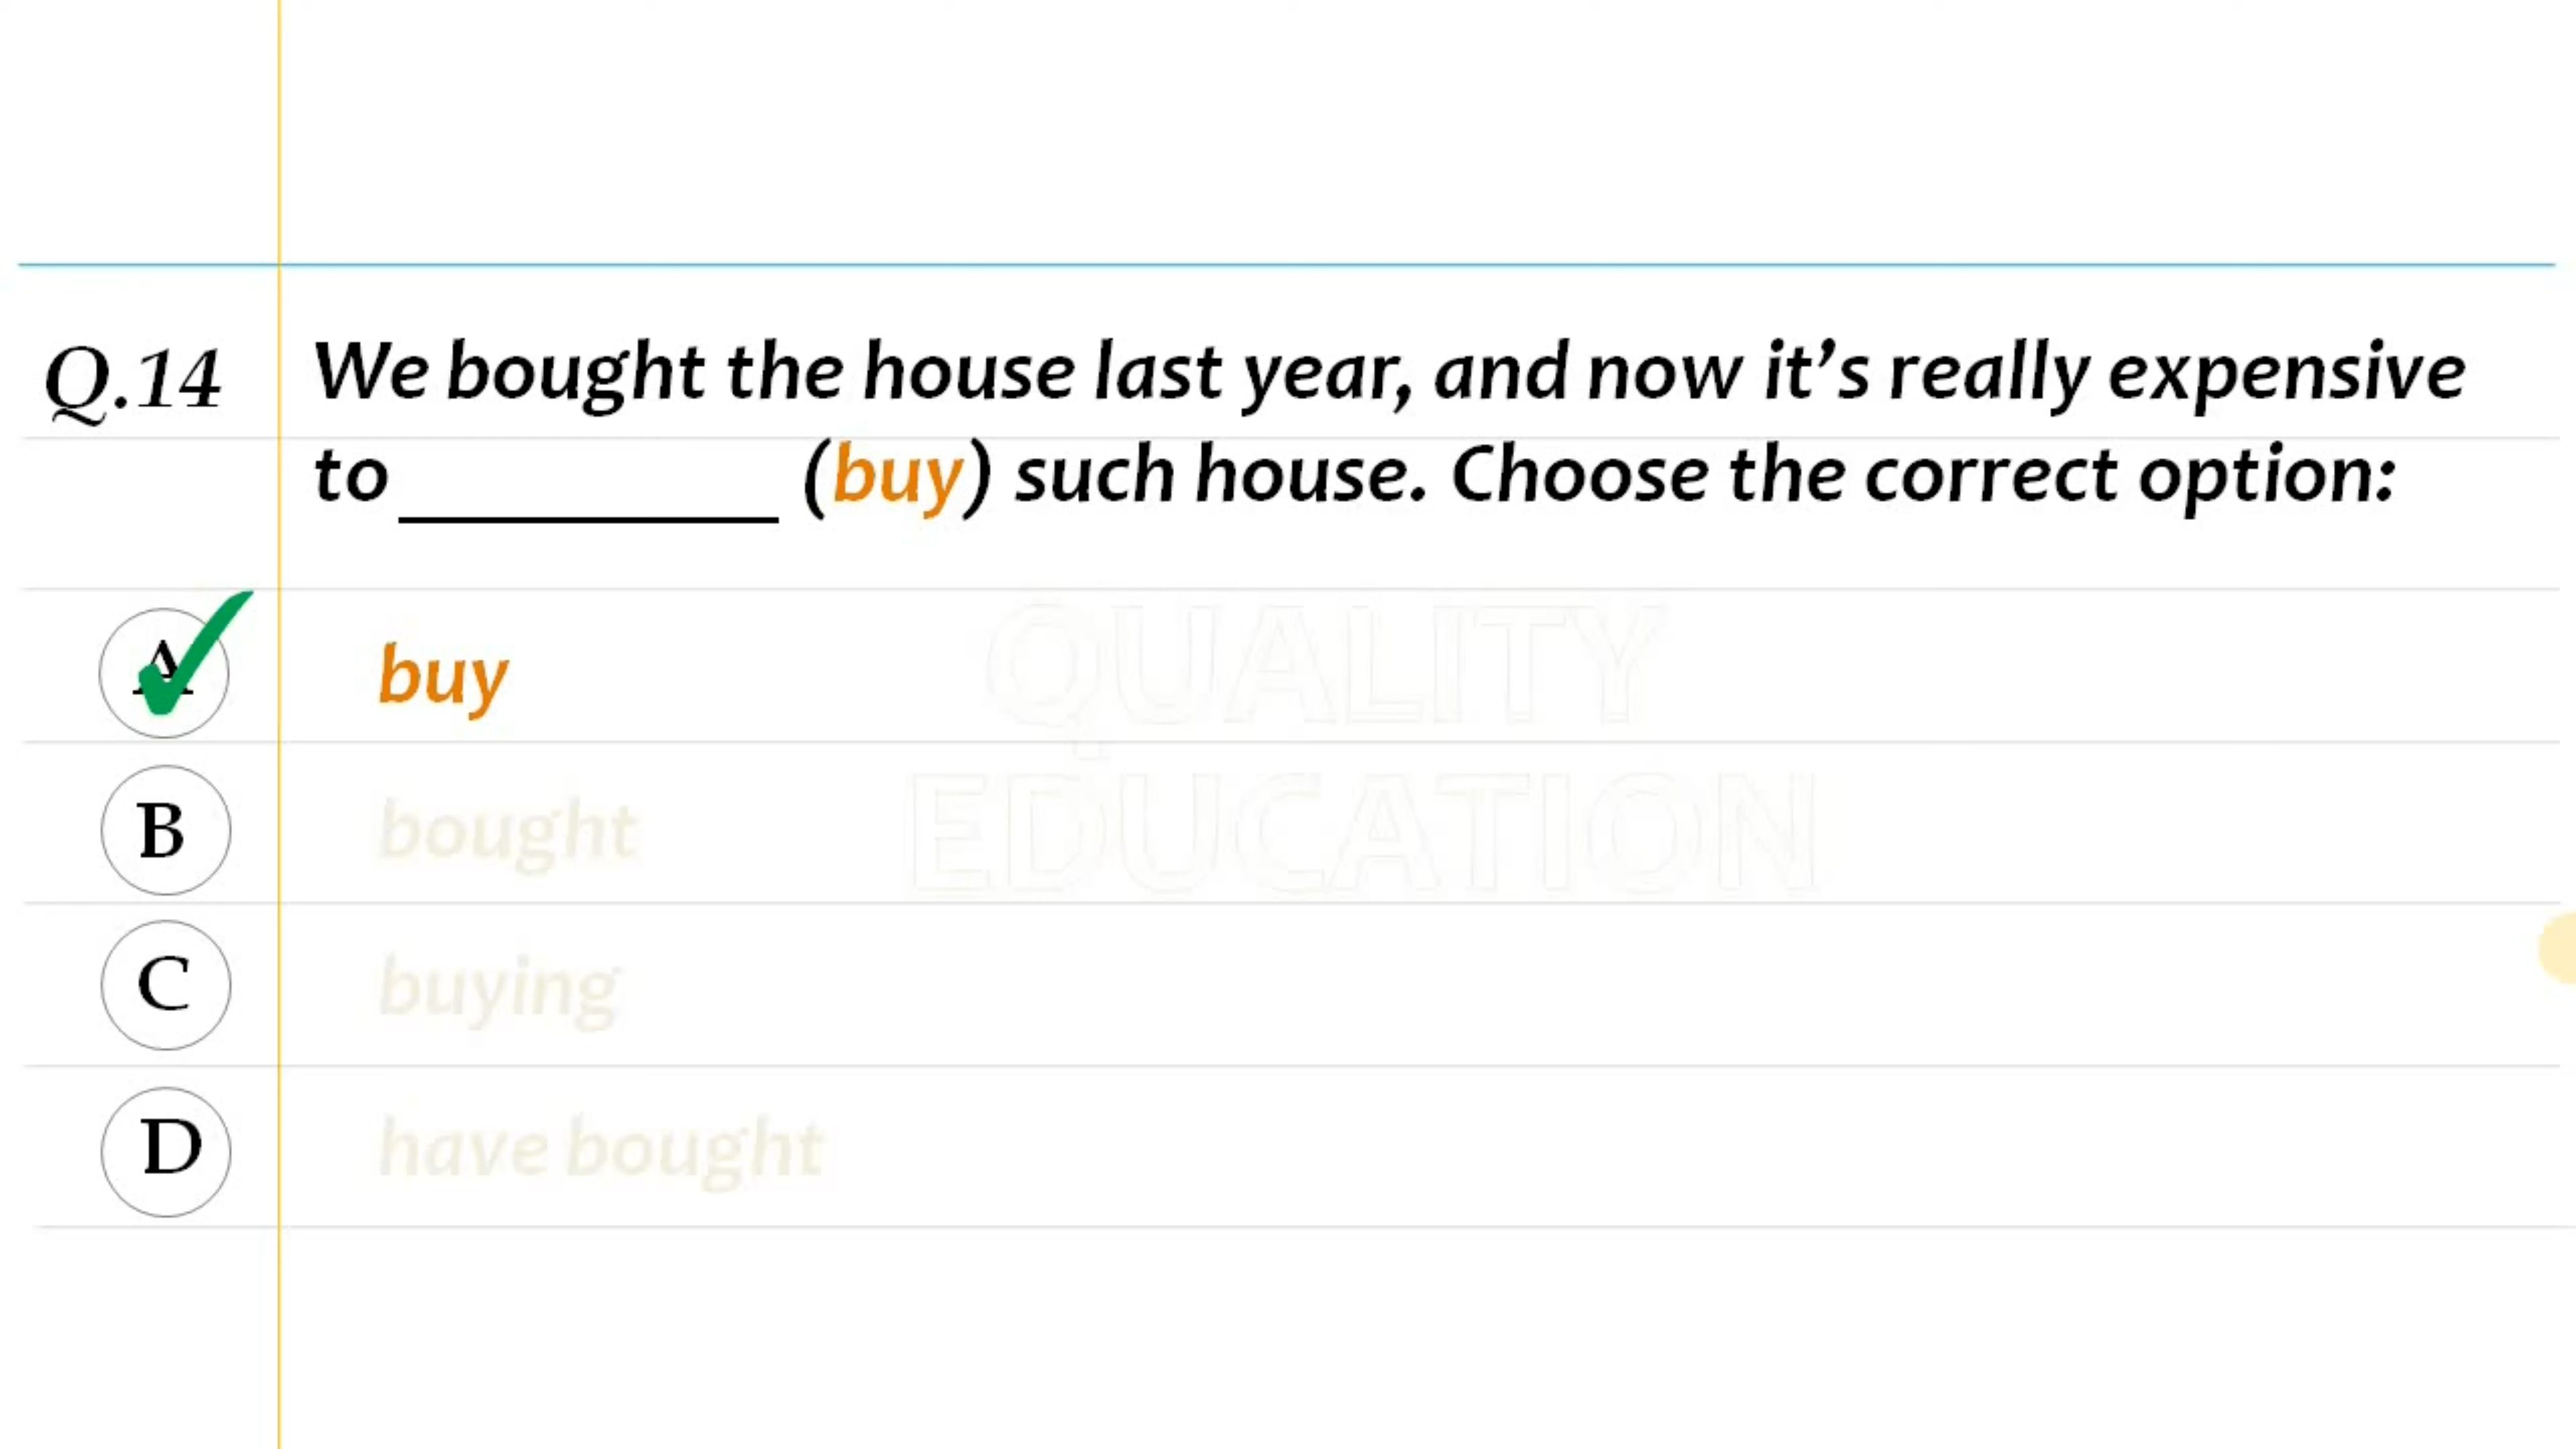 Q.14 We bought the house last year, and now it's really expensive
to __________ (buy) such house. Choose the correct option:
A buy
QUALITY
B bought
EDUCATION
C buying
D have bought